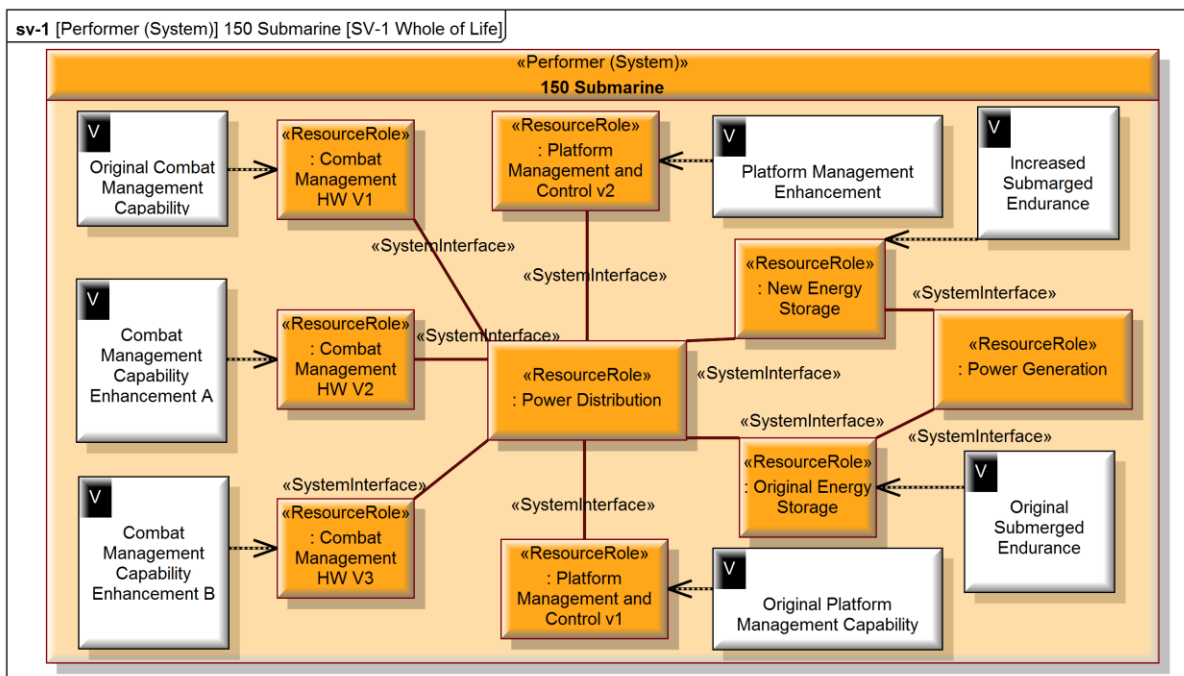 sv-1 [Performer (System)] 150 Submarine [SV-1 Whole of Life]
«Performer (System)»
150 Submarine
V
Original Combat
Management
Capability
«ResourceRole»
: Combat
Management
HW V1
«ResourceRole»
: Platform
Management and
Control v2
V
Platform Management
Enhancement
V
Increased
Submarged
Endurance
«SystemInterface»
«SystemInterface»
«ResourceRole»
: New Energy
Storage
«SystemInterface»
V
Combat
Management
Capability
Enhancement A
«ResourceRole»
: Combat
Management
HW V2
«SystemInterface»
«ResourceRole»
: Power Distribution
«SystemInterface»
«ResourceRole»
: Power Generation
«SystemInterface»
«SystemInterface»
V
Combat
Management
Capability
Enhancement B
«SystemInterface»
«ResourceRole»
: Combat
Management
HW V3
«SystemInterface»
«ResourceRole»
: Original Energy
Storage
V
Original
Submerged
Endurance
«ResourceRole»
: Platform
Management and
Control v1
V
Original Platform
Management Capability